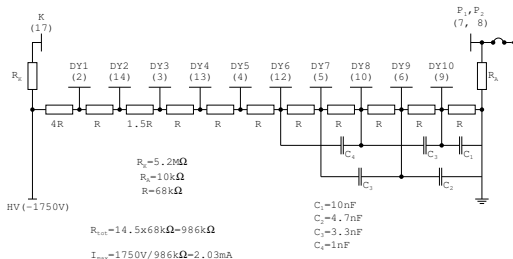 K
(17)
P1,P2
(7, 8)
DY1 DY2 DY3 DY4 DY5 DY6 DY7 DY8 DY9 DY10
(2) (14) (3) (13) (4) (12) (5) (10) (6) (9)
RK
RA
4R R 1.5R R R R R R R R R
C4 C3 C1
C3 C2
RK=5.2MΩ
RA=10kΩ
R=68kΩ
HV(-1750V)
C1=10nF
C2=4.7nF
C3=3.3nF
C4=1nF
Rtot=14.5x68kΩ=986kΩ
Imax=1750V/986kΩ=2.03mA